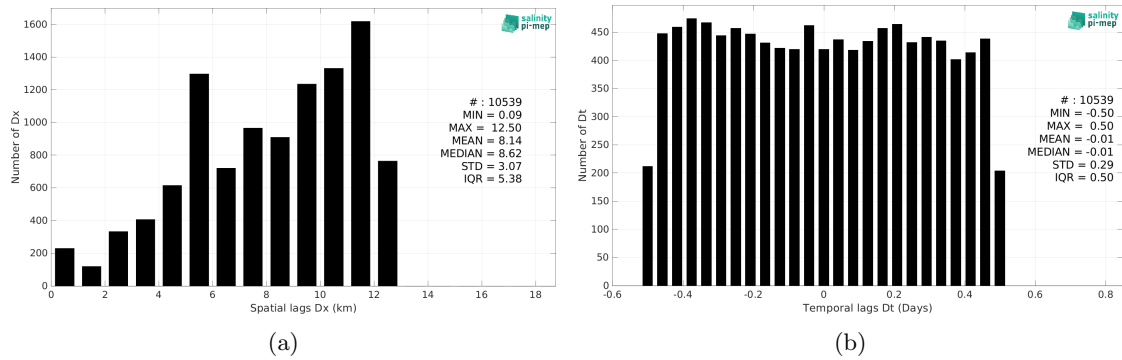 1600
1400
1200
1000
800
600
400
200
0
Number of Dx
0 2 4 6 8 10 12 14 16 18
Spatial lags Dx (km)
salinity
pi-mep
# : 10539
MIN = 0.09
MAX = 12.50
MEAN = 8.14
MEDIAN = 8.62
STD = 3.07
IQR = 5.38
(a)
450
400
350
300
250
200
150
100
50
0
Number of Dt
-0.6 -0.4 -0.2 0 0.2 0.4 0.6 0.8
Temporal lags Dt (Days)
salinity
pi-mep
# : 10539
MIN = -0.50
MAX = 0.50
MEAN = -0.01
MEDIAN = -0.01
STD = 0.29
IQR = 0.50
(b)